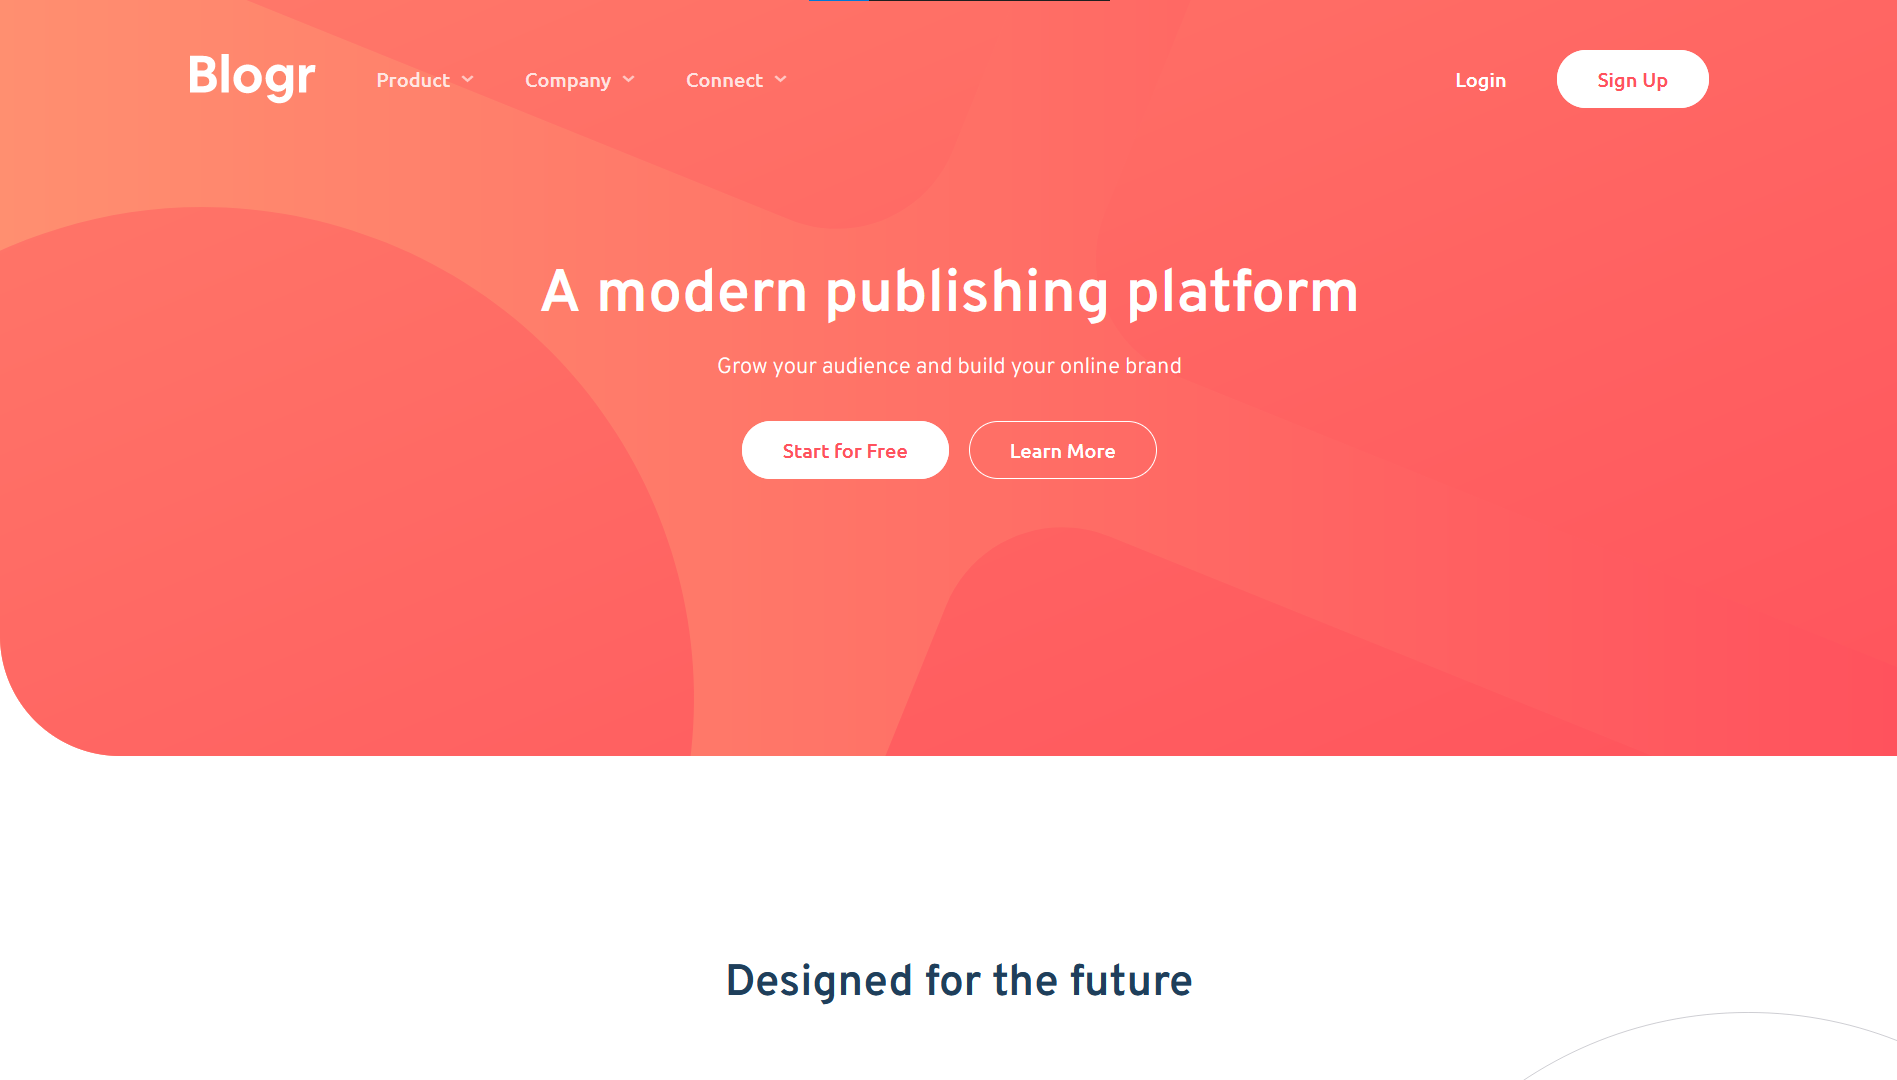 Blogr Product Company Connect Login Sign Up
A modern publishing platform
Grow your audience and build your online brand
Start for Free Learn More
Designed for the future